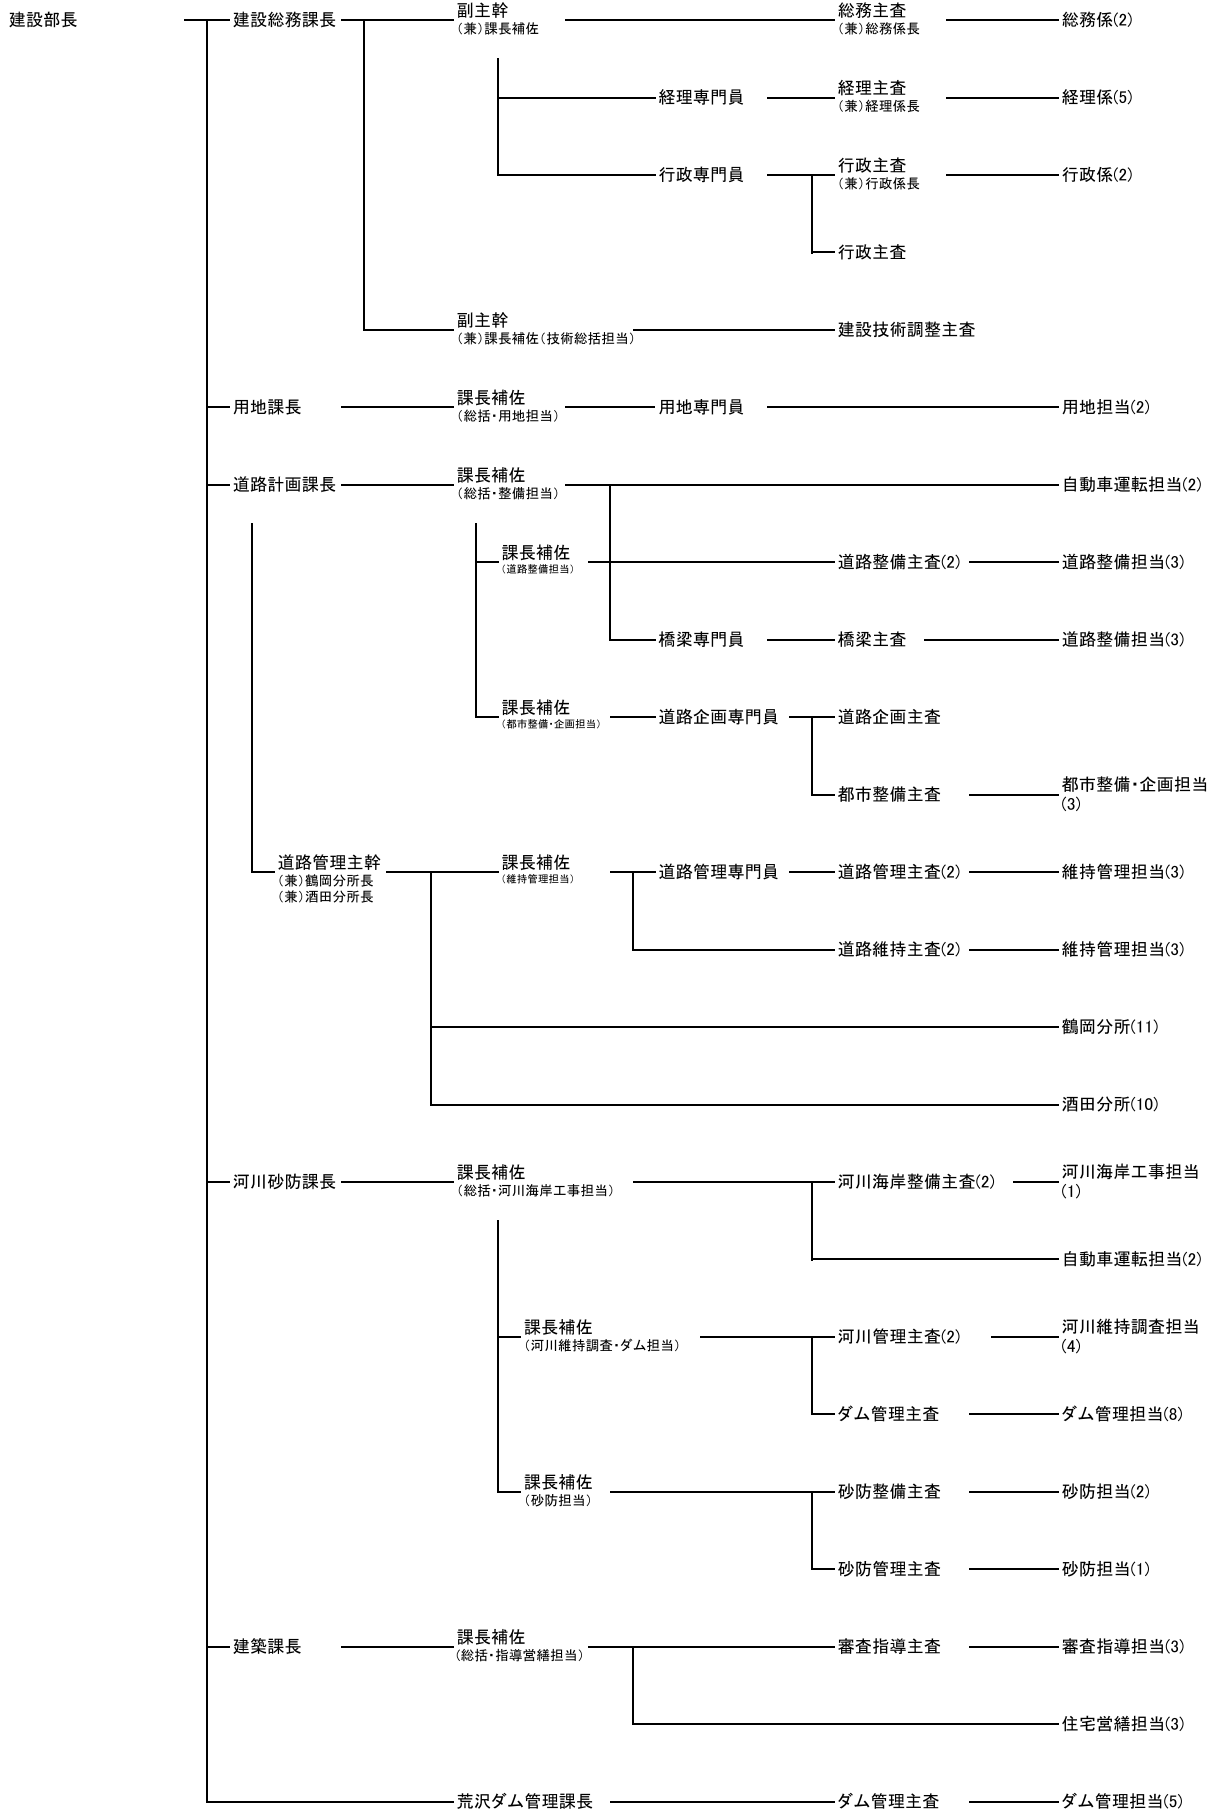 建設部長
建設総務課長
副主幹
（兼）課長補佐
総務主査
（兼）総務係長
総務係(2)
経理専門員
経理主査
（兼）経理係長
経理係(5)
行政専門員
行政主査
（兼）行政係長
行政係(2)
行政主査
副主幹
（兼）課長補佐（技術総括担当）
建設技術調整主査
用地課長
課長補佐
（総括・用地担当）
用地専門員
用地担当(2)
道路計画課長
課長補佐
（総括・整備担当）
自動車運転担当(2)
課長補佐
（道路整備担当）
道路整備主査(2)
道路整備担当(3)
橋梁専門員
橋梁主査
道路整備担当(3)
課長補佐
（都市整備・企画担当）
道路企画専門員
道路企画主査
都市整備主査
都市整備・企画担当
(3)
道路管理主幹
（兼）鶴岡分所長
（兼）酒田分所長
課長補佐
（維持管理担当）
道路管理専門員
道路管理主査(2)
維持管理担当(3)
道路維持主査(2)
維持管理担当(3)
鶴岡分所(11)
酒田分所(10)
河川砂防課長
課長補佐
（総括・河川海岸工事担当）
河川海岸整備主査(2)
河川海岸工事担当
(1)
自動車運転担当(2)
課長補佐
（河川維持調査・ダム担当）
河川管理主査(2)
河川維持調査担当
(4)
ダム管理主査
ダム管理担当(8)
課長補佐
（砂防担当）
砂防整備主査
砂防担当(2)
砂防管理主査
砂防担当(1)
建築課長
課長補佐
（総括・指導営繕担当）
審査指導主査
審査指導担当(3)
住宅営繕担当(3)
荒沢ダム管理課長
ダム管理主査
ダム管理担当(5)